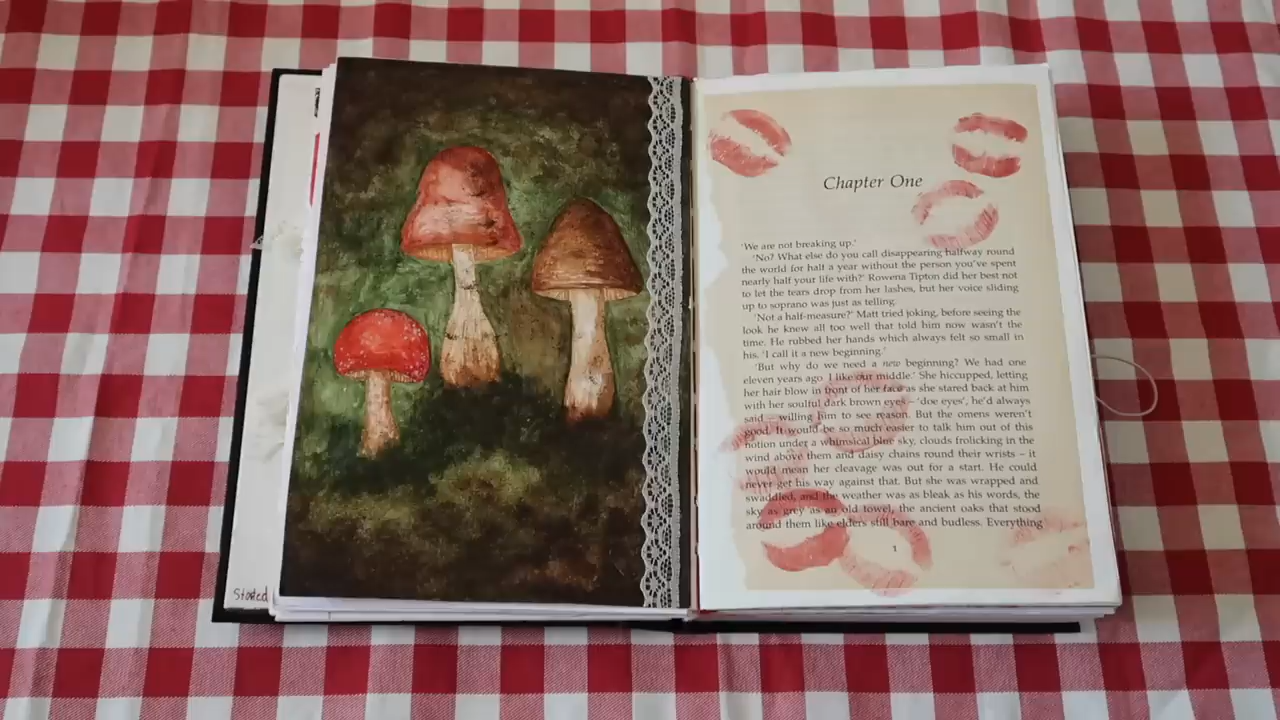 Started
Chapter One
'We are not breaking up.'
'No? What else do you call disappearing halfway round
the world for half a year without the person you've spent
nearly half your life with?' Rowena Tipton did her best not
to let the tears drop from her lashes, but her voice sliding
up to soprano was just as telling.
'Not a half-measure?' Matt tried joking, before seeing the
look he knew all too well that told him now wasn't the
time. He rubbed her hands which always felt so small in
his. 'I call it a new beginning.'
'But why do we need a new beginning? We had one
eleven years ago. I like our middle.' She hiccupped, letting
her hair blow in front of her face as she stared back at him
with her soulful dark brown eyes – 'doe eyes', he'd always
said – willing him to see reason. But the omens weren't
good. It would be so much easier to talk him out of this
notion under a whimsical blue sky, clouds frolicking in the
wind above them and daisy chains round their wrists – it
would mean her cleavage was out for a start. He could
never get his way against that. But she was wrapped and
swaddled, and the weather was as bleak as his words, the
sky as grey as an old towel, the ancient oaks that stood
around them like elders still bare and budless. Everything
1